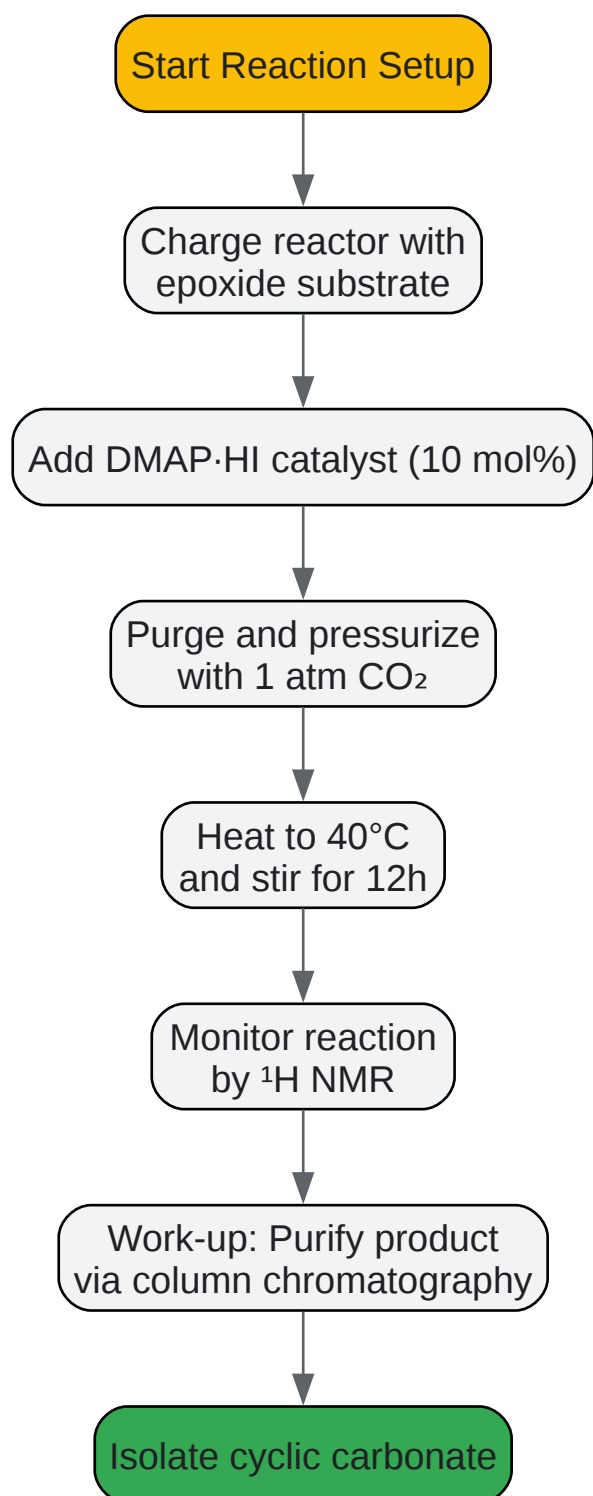 Start Reaction Setup
Charge reactor with
epoxide substrate
Add DMAP·HI catalyst (10 mol%)
Purge and pressurize
with 1 atm CO₂
Heat to 40°C
and stir for 12h
Monitor reaction
by ¹H NMR
Work-up: Purify product
via column chromatography
Isolate cyclic carbonate